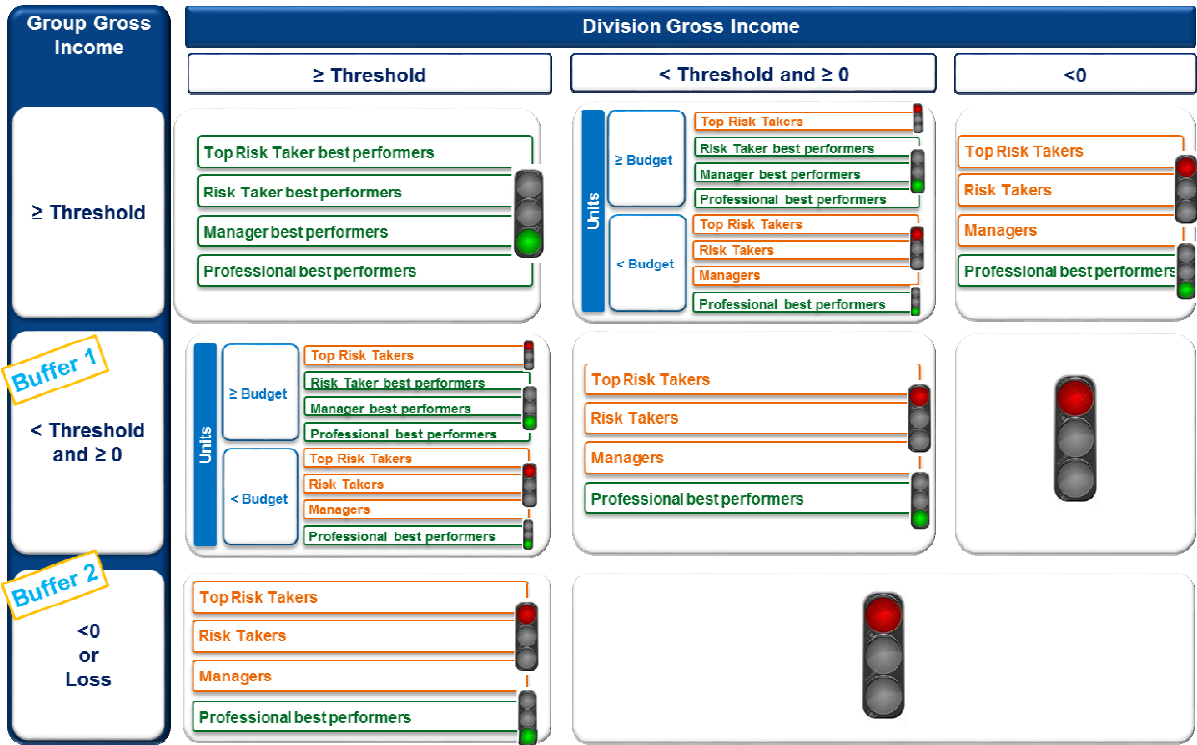 Group Gross
Income
Division Gross Income
≥ Threshold
< Threshold and ≥ 0
<0
≥ Threshold
Top Risk Taker best performers
Risk Taker best performers
Manager best performers
Professional best performers
Units
≥ Budget
Top Risk Takers
Risk Taker best performers
Manager best performers
Professional best performers
< Budget
Top Risk Takers
Risk Takers
Managers
Professional best performers
Top Risk Takers
Risk Takers
Managers
Professional best performers
Buffer 1
< Threshold
and ≥ 0
Units
≥ Budget
Top Risk Takers
Risk Taker best performers
Manager best performers
Professional best performers
< Budget
Top Risk Takers
Risk Takers
Managers
Professional best performers
Top Risk Takers
Risk Takers
Managers
Professional best performers
Buffer 2
<0
or
Loss
Top Risk Takers
Risk Takers
Managers
Professional best performers